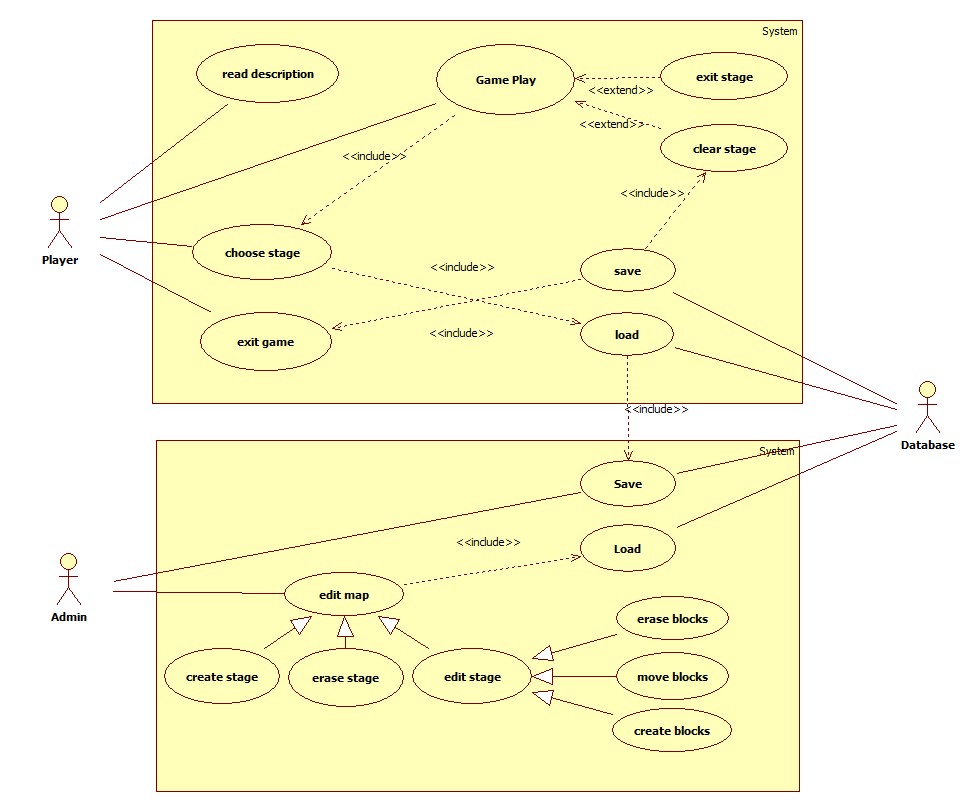 System
read description
Game Play
exit stage
<<extend>>
<<extend>>
clear stage
<<include>>
<<include>>
Player
choose stage
<<include>>
save
<<include>>
exit game
load
<<include>>
Database
System
Save
<<include>>
Load
Admin
edit map
erase blocks
create stage
erase stage
edit stage
move blocks
create blocks